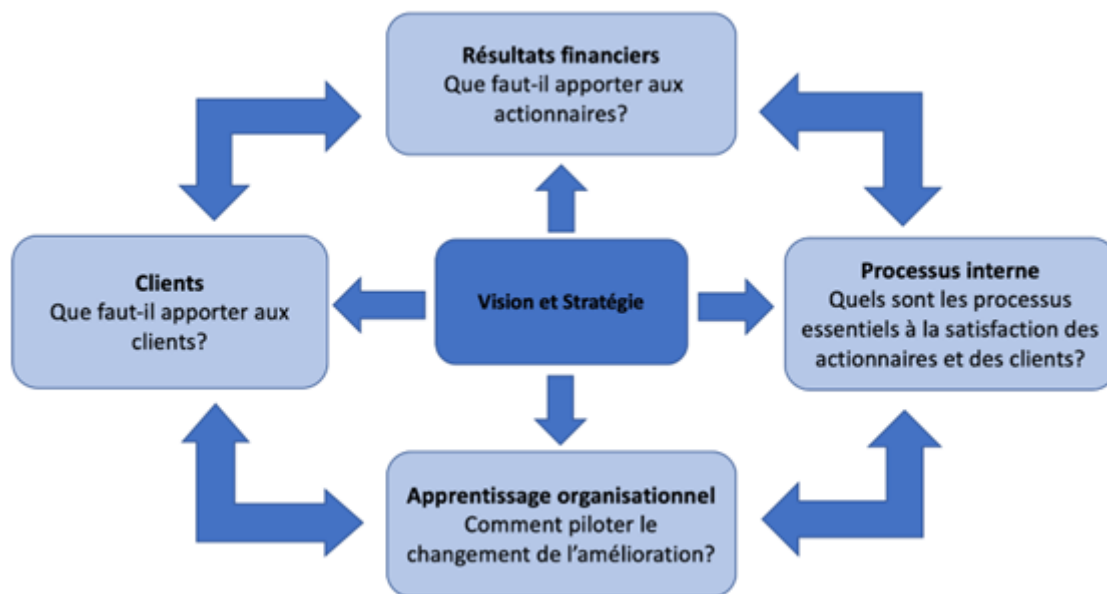 Résultats financiers
Que faut-il apporter aux
actionnaires?
Clients
Que faut-il apporter aux
clients?
Vision et Stratégie
Processus interne
Quels sont les processus
essentiels à la satisfaction des
actionnaires et des clients?
Apprentissage organisationnel
Comment piloter le
changement de l’amélioration?